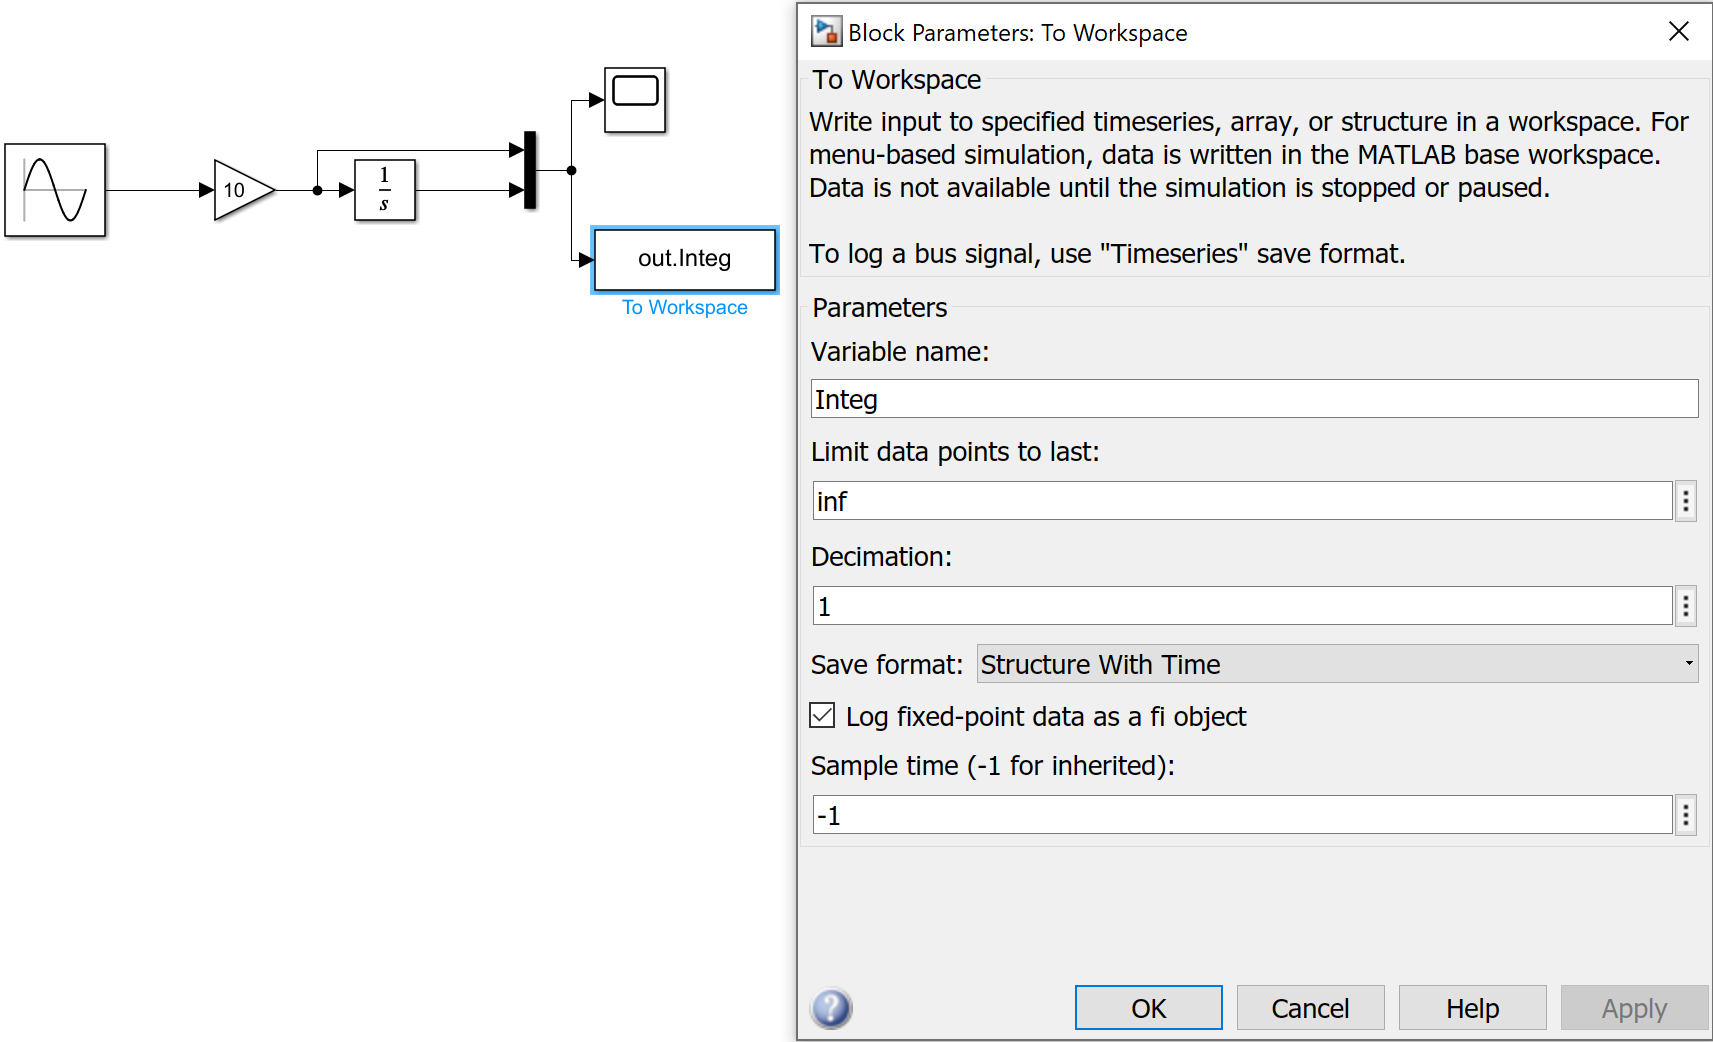 10
1
s
out.Integ
To Workspace
Block Parameters: To Workspace
To Workspace
Write input to specified timeseries, array, or structure in a workspace. For
menu-based simulation, data is written in the MATLAB base workspace.
Data is not available until the simulation is stopped or paused.
To log a bus signal, use "Timeseries" save format.
Parameters
Variable name:
Integ
Limit data points to last:
inf
Decimation:
1
Save format: Structure With Time
Log fixed-point data as a fi object
Sample time (-1 for inherited):
-1
? OK Cancel Help Apply